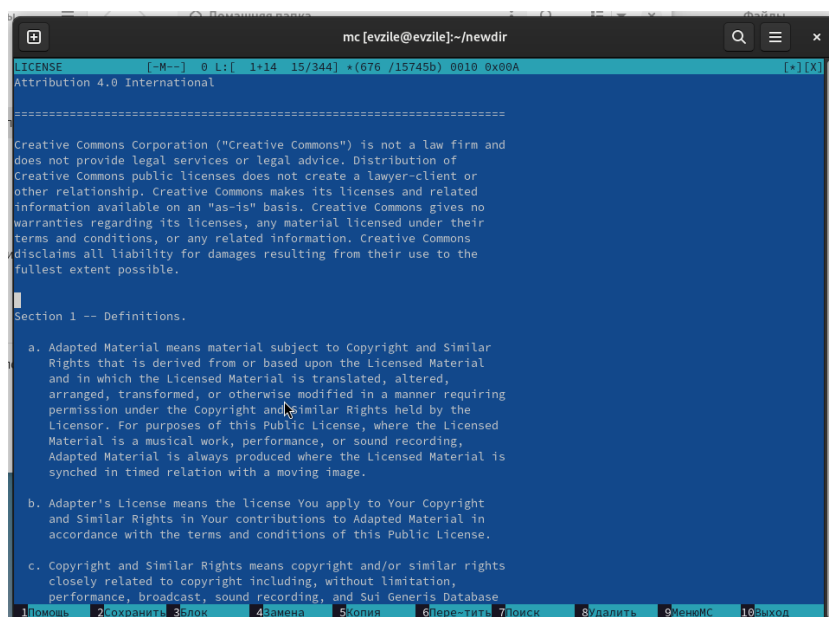 Домашняя папка
Файлы
mc [evzile@evzile]:~/newdir
LICENSE [-M--] 0 L:[ 1+14 15/344] *(676 /15745b) 0010 0x00A [*][X]
Attribution 4.0 International
=======================================================================
Creative Commons Corporation ("Creative Commons") is not a law firm and
does not provide legal services or legal advice. Distribution of
Creative Commons public licenses does not create a lawyer-client or
other relationship. Creative Commons makes its licenses and related
information available on an "as-is" basis. Creative Commons gives no
warranties regarding its licenses, any material licensed under their
terms and conditions, or any related information. Creative Commons
disclaims all liability for damages resulting from their use to the
fullest extent possible.
Section 1 -- Definitions.
a. Adapted Material means material subject to Copyright and Similar
Rights that is derived from or based upon the Licensed Material
and in which the Licensed Material is translated, altered,
arranged, transformed, or otherwise modified in a manner requiring
permission under the Copyright and Similar Rights held by the
Licensor. For purposes of this Public License, where the Licensed
Material is a musical work, performance, or sound recording,
Adapted Material is always produced where the Licensed Material is
synched in timed relation with a moving image.
b. Adapter's License means the license You apply to Your Copyright
and Similar Rights in Your contributions to Adapted Material in
accordance with the terms and conditions of this Public License.
c. Copyright and Similar Rights means copyright and/or similar rights
closely related to copyright including, without limitation,
performance, broadcast, sound recording, and Sui Generis Database
1Помощь 2Сохранить 3Блок 4Замена 5Копия 6Пере~тить 7Поиск 8Удалить 9МенюМС 10Выход